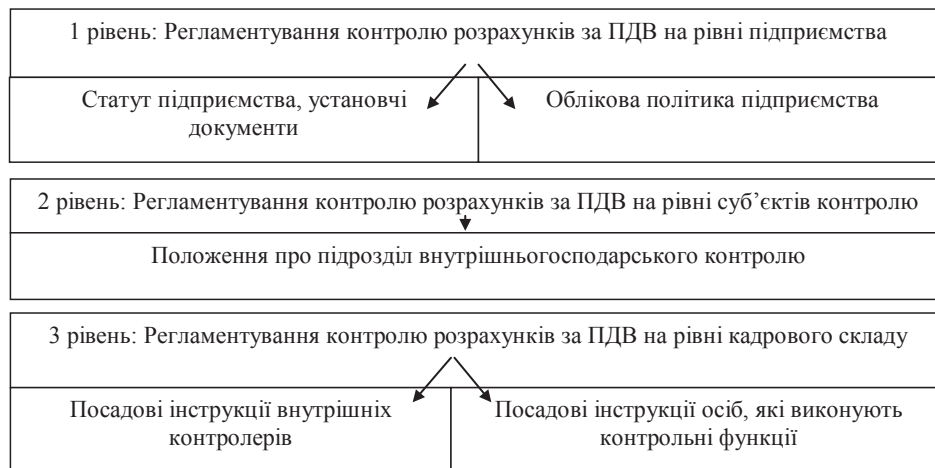 1 рівень: Регламентування контролю розрахунків за ПДВ на рівні підприємства
Статут підприємства, установчі
документи
Облікова політика підприємства
2 рівень: Регламентування контролю розрахунків за ПДВ на рівні суб’єктів контролю
Положення про підрозділ внутрішньогосподарського контролю
3 рівень: Регламентування контролю розрахунків за ПДВ на рівні кадрового складу
Посадові інструкції внутрішніх
контролерів
Посадові інструкції осіб, які виконують
контрольні функції